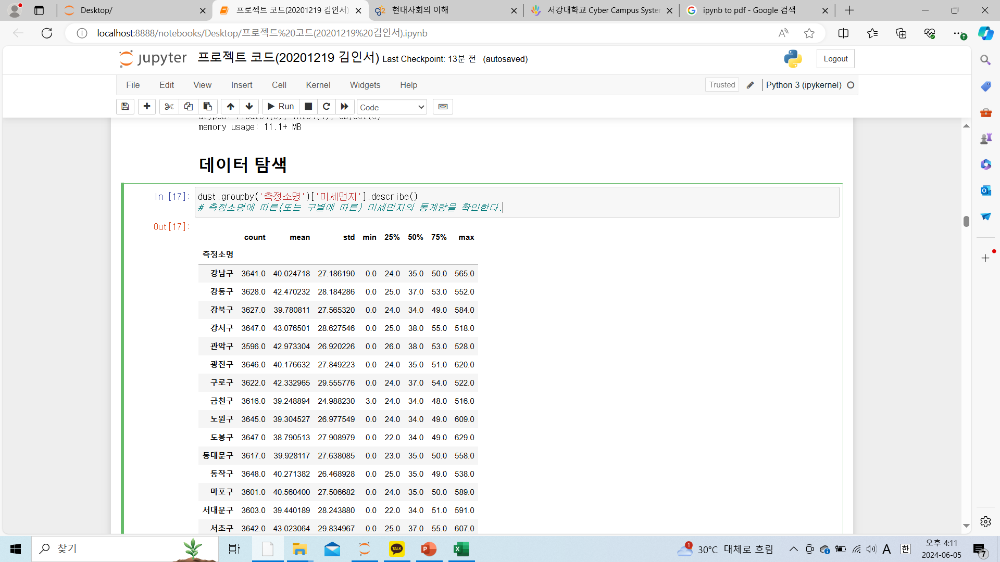 Desktop/
프로젝트 코드(20201219 김인서)
현대사회의 이해
서강대학교 Cyber Campus Syste
ipynb to pdf - Google 검색
localhost:8888/notebooks/Desktop/프로젝트%20코드(20201219%20김인서).ipynb
jupyter 프로젝트 코드(20201219 김인서) Last Checkpoint: 13분 전 (autosaved)
Logout
File Edit View Insert Cell Kernel Widgets Help
Trusted Python 3 (ipykernel)
Run Code
memory usage: 11.1+ MB
데이터 탐색
In [17]: dust.groupby('측정소명')['미세먼지'].describe()
# 측정소명에 따른(또는 구별에 따른) 미세먼지의 통계량을 확인한다.
Out[17]:
count mean std min 25% 50% 75% max
측정소명
강남구 3641.0 40.024718 27.186190 0.0 24.0 35.0 50.0 565.0
강동구 3628.0 42.470232 28.184286 0.0 25.0 37.0 53.0 552.0
강북구 3627.0 39.780811 27.565320 0.0 24.0 34.0 49.0 584.0
강서구 3647.0 43.076501 28.627546 0.0 25.0 38.0 55.0 518.0
관악구 3596.0 42.973304 26.920226 0.0 26.0 38.0 53.0 528.0
광진구 3646.0 40.176632 27.849223 0.0 24.0 35.0 51.0 620.0
구로구 3622.0 42.332965 29.555776 0.0 24.0 37.0 54.0 522.0
금천구 3616.0 39.248894 24.988230 3.0 24.0 34.0 48.0 516.0
노원구 3645.0 39.304527 26.977549 0.0 24.0 34.0 49.0 609.0
도봉구 3647.0 38.790513 27.908979 0.0 22.0 34.0 49.0 629.0
동대문구 3617.0 39.928117 27.638085 0.0 23.0 35.0 50.0 558.0
동작구 3648.0 40.271382 26.468928 0.0 25.0 35.0 49.0 538.0
마포구 3601.0 40.560400 27.506682 0.0 24.0 35.0 50.0 589.0
서대문구 3603.0 39.440189 28.243880 0.0 22.0 34.0 51.0 591.0
서초구 3642.0 43.023064 29.834967 0.0 25.0 37.0 55.0 607.0
찾기
TALK
1
30°C 대체로 흐림
A 한
오후 4:11
2024-06-05
7